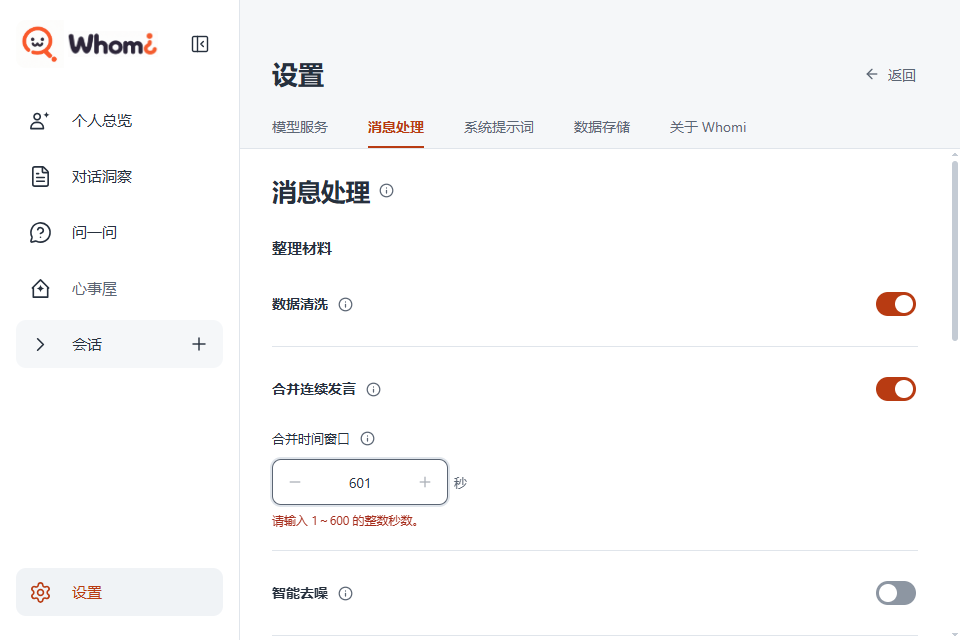 Whomi
个人总览
对话洞察
问一问
心事屋
会话
设置
设置
返回
模型服务
消息处理
系统提示词
数据存储
关于 Whomi
消息处理
整理材料
数据清洗
合并连续发言
合并时间窗口
601
秒
请输入 1 ~ 600 的整数秒数。
智能去噪